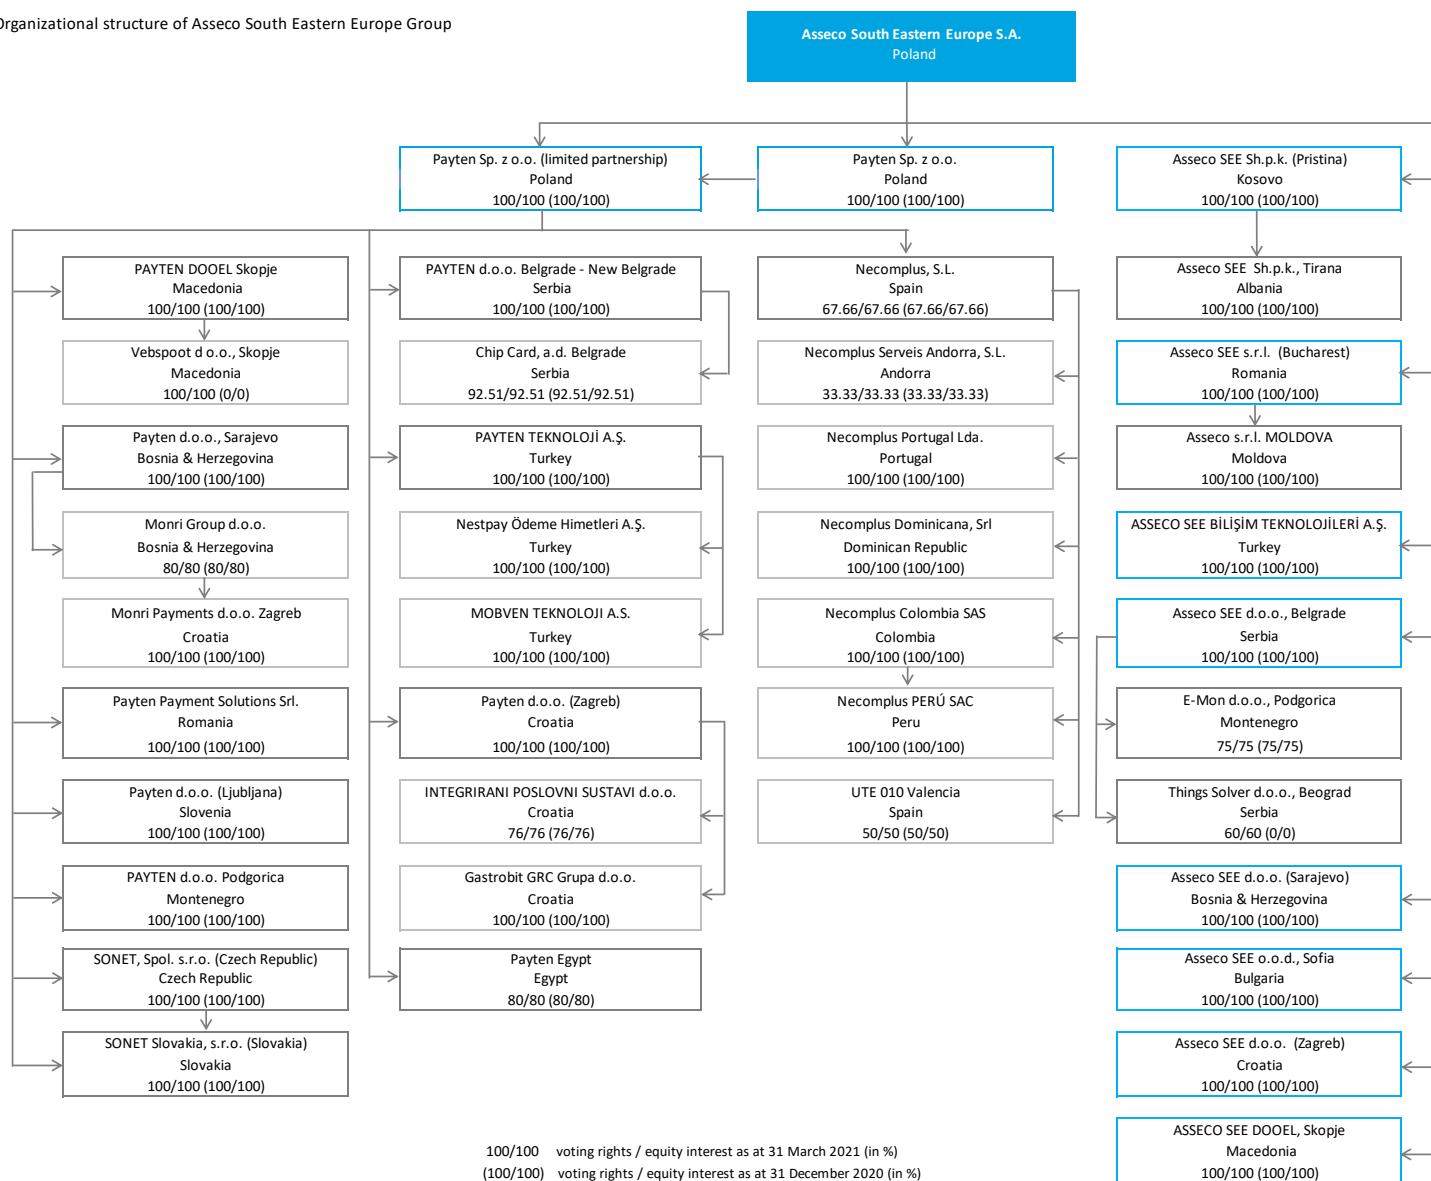 Organizational structure of Asseco South Eastern Europe Group
Asseco South Eastern Europe S.A.
Poland
Payten Sp. z o.o. (limited partnership)
Poland
100/100 (100/100)
Payten Sp. z o.o.
Poland
100/100 (100/100)
Asseco SEE Sh.p.k. (Pristina)
Kosovo
100/100 (100/100)
PAYTEN DOOEL Skopje
Macedonia
100/100 (100/100)
PAYTEN d.o.o. Belgrade - New Belgrade
Serbia
100/100 (100/100)
Necomplus, S.L.
Spain
67.66/67.66 (67.66/67.66)
Asseco SEE Sh.p.k., Tirana
Albania
100/100 (100/100)
Vebspoot d o.o., Skopje
Macedonia
100/100 (0/0)
Chip Card, a.d. Belgrade
Serbia
92.51/92.51 (92.51/92.51)
Necomplus Serveis Andorra, S.L.
Andorra
33.33/33.33 (33.33/33.33)
Asseco SEE s.r.l. (Bucharest)
Romania
100/100 (100/100)
Payten d.o.o., Sarajevo
Bosnia & Herzegovina
100/100 (100/100)
PAYTEN TEKNOLOJİ A.Ş.
Turkey
100/100 (100/100)
Necomplus Portugal Lda.
Portugal
100/100 (100/100)
Asseco s.r.l. MOLDOVA
Moldova
100/100 (100/100)
Monri Group d.o.o.
Bosnia & Herzegovina
80/80 (80/80)
Nestpay Ödeme Himetleri A.Ş.
Turkey
100/100 (100/100)
Necomplus Dominicana, Srl
Dominican Republic
100/100 (100/100)
ASSECO SEE BİLİŞİM TEKNOLOJİLERİ A.Ş.
Turkey
100/100 (100/100)
Monri Payments d.o.o. Zagreb
Croatia
100/100 (100/100)
MOBVEN TEKNOLOJI A.S.
Turkey
100/100 (100/100)
Necomplus Colombia SAS
Colombia
100/100 (100/100)
Asseco SEE d.o.o., Belgrade
Serbia
100/100 (100/100)
Payten Payment Solutions Srl.
Romania
100/100 (100/100)
Payten d.o.o. (Zagreb)
Croatia
100/100 (100/100)
Necomplus PERÚ SAC
Peru
100/100 (100/100)
E-Mon d.o.o., Podgorica
Montenegro
75/75 (75/75)
Payten d.o.o. (Ljubljana)
Slovenia
100/100 (100/100)
INTEGRIRANI POSLOVNI SUSTAVI d.o.o.
Croatia
76/76 (76/76)
UTE 010 Valencia
Spain
50/50 (50/50)
Things Solver d.o.o., Beograd
Serbia
60/60 (0/0)
PAYTEN d.o.o. Podgorica
Montenegro
100/100 (100/100)
Gastrobit GRC Grupa d.o.o.
Croatia
100/100 (100/100)
Asseco SEE d.o.o. (Sarajevo)
Bosnia & Herzegovina
100/100 (100/100)
SONET, Spol. s.r.o. (Czech Republic)
Czech Republic
100/100 (100/100)
Payten Egypt
Egypt
80/80 (80/80)
Asseco SEE o.o.d., Sofia
Bulgaria
100/100 (100/100)
SONET Slovakia, s.r.o. (Slovakia)
Slovakia
100/100 (100/100)
Asseco SEE d.o.o. (Zagreb)
Croatia
100/100 (100/100)
ASSECO SEE DOOEL, Skopje
Macedonia
100/100 (100/100)
100/100 voting rights / equity interest as at 31 March 2021 (in %)
(100/100) voting rights / equity interest as at 31 December 2020 (in %)